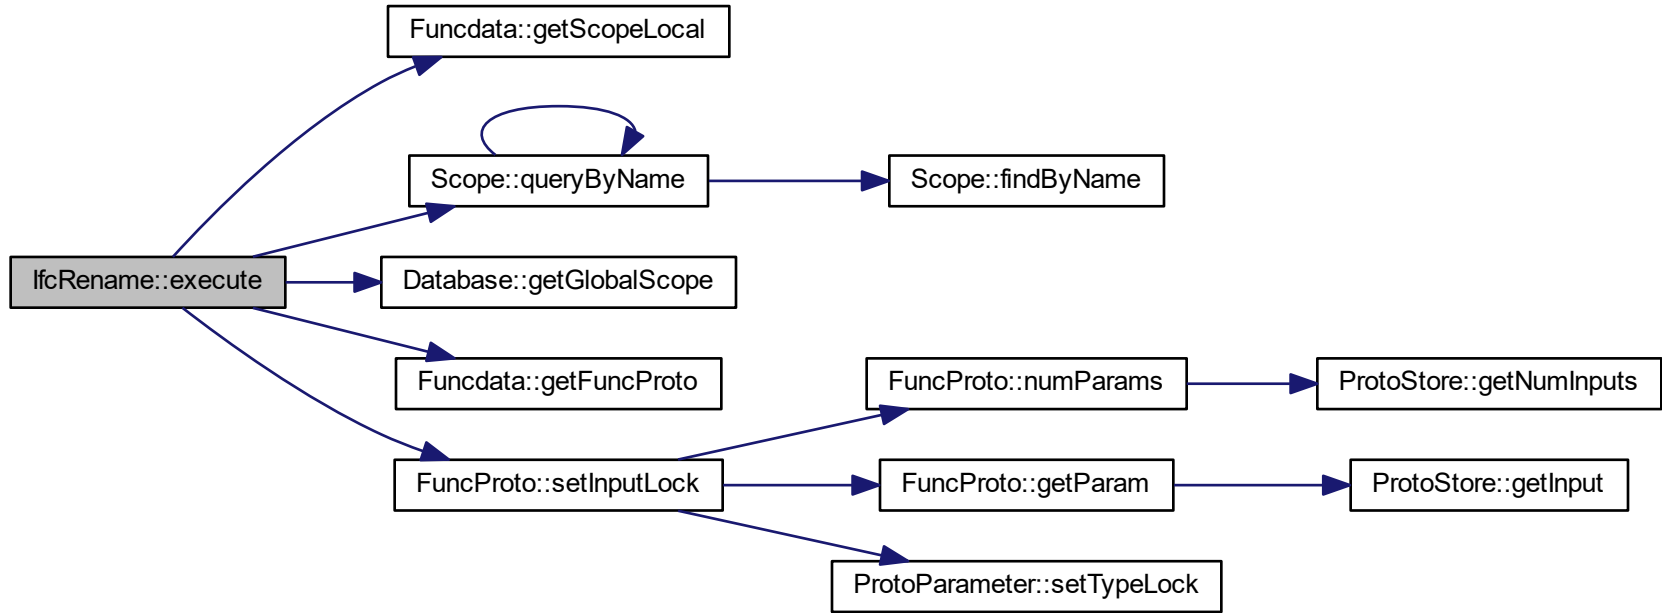 Funcdata::getScopeLocal
Scope::queryByName
Scope::findByName
IfcRename::execute
Database::getGlobalScope
Funcdata::getFuncProto
FuncProto::numParams
ProtoStore::getNumInputs
FuncProto::setInputLock
FuncProto::getParam
ProtoStore::getInput
ProtoParameter::setTypeLock